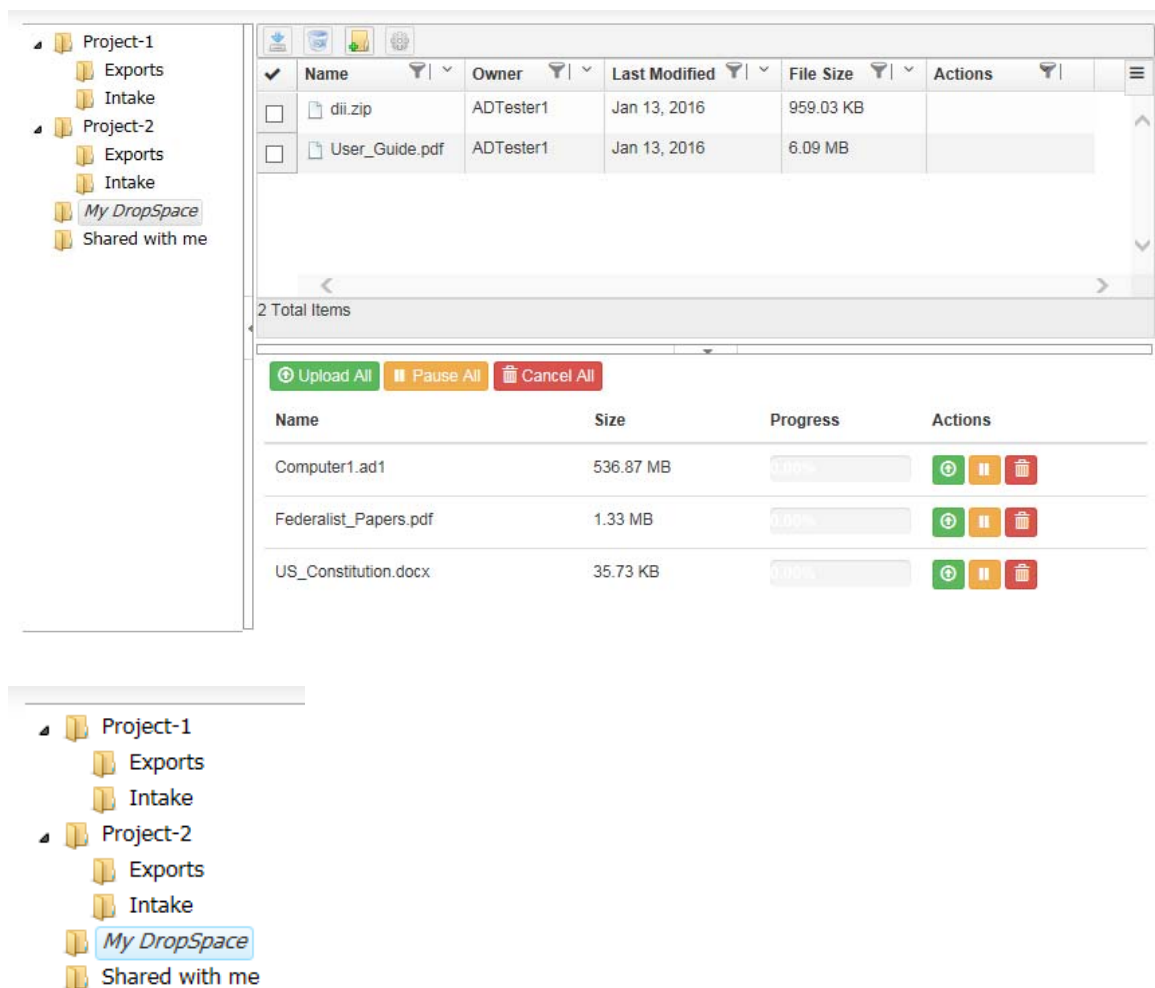 Project-1
Exports
Intake
Project-2
Exports
Intake
My DropSpace
Shared with me
Name Owner Last Modified File Size Actions
dii.zip ADTester1 Jan 13, 2016 959.03 KB
User_Guide.pdf ADTester1 Jan 13, 2016 6.09 MB
2 Total Items
Upload All Pause All Cancel All
Name Size Progress Actions
Computer1.ad1 536.87 MB 0.00%
Federalist_Papers.pdf 1.33 MB 0.00%
US_Constitution.docx 35.73 KB 0.00%
Project-1
Exports
Intake
Project-2
Exports
Intake
My DropSpace
Shared with me